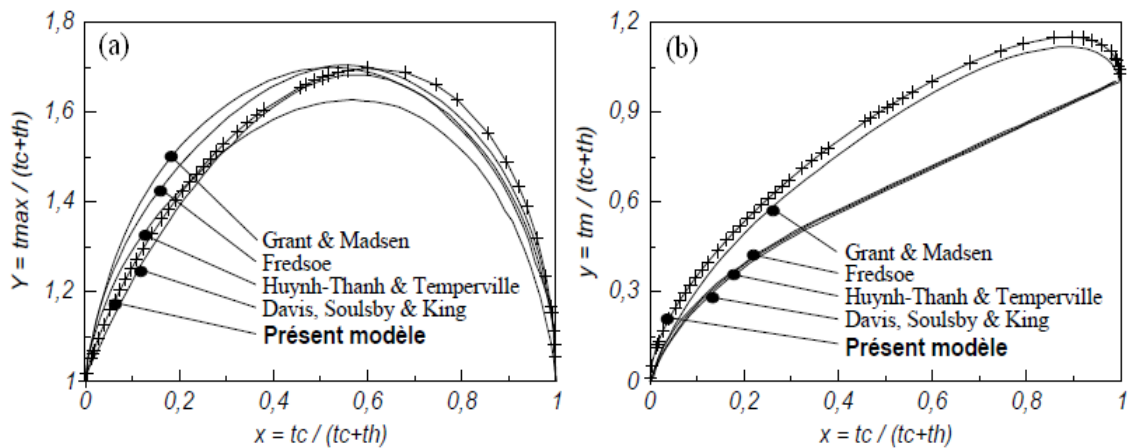 (a)
Y = tmax / (tc+th)
1,8
1,6
1,4
1,2
1
0
0,2
0,4
0,6
0,8
1
x = tc / (tc+th)
Grant & Madsen
Fredsoe
Huynh-Thanh & Temperville
Davis, Soulsby & King
Présent modèle
(b)
y = tm / (tc+th)
1,2
0,9
0,6
0,3
0
0
0,2
0,4
0,6
0,8
1
x = tc / (tc+th)
Grant & Madsen
Fredsoe
Huynh-Thanh & Temperville
Davis, Soulsby & King
Présent modèle